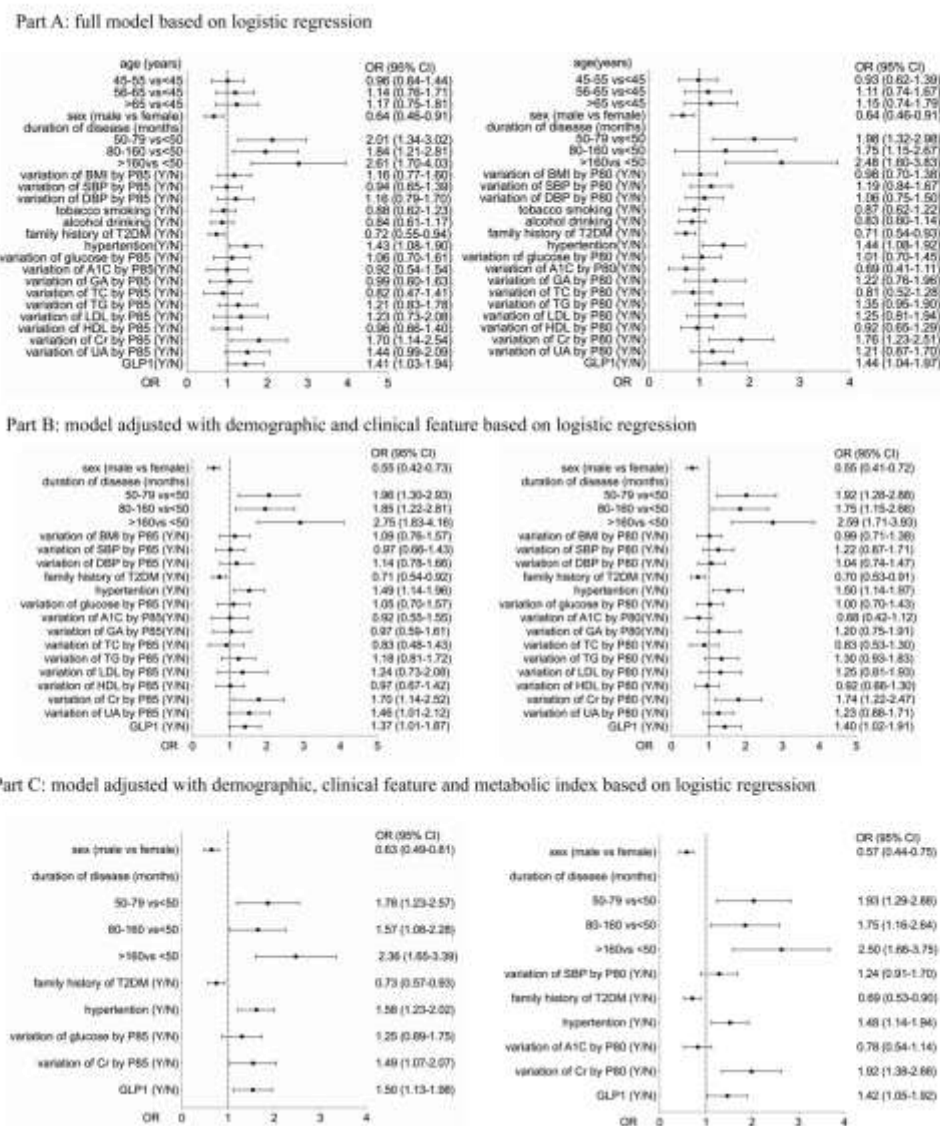 Part A: full model based on logistic regression
age (years)
OR (95% CI)
45-55 vs<45
0.96 (0.64-1.44)
56-65 vs<45
1.14 (0.76-1.71)
>65 vs<45
1.17 (0.75-1.81)
sex (male vs female)
0.64 (0.46-0.91)
duration of disease (months)
50-79 vs<50
2.01 (1.34-3.02)
80-160 vs<50
1.84 (1.21-2.81)
>160vs <50
2.61 (1.70-4.03)
variation of BMI by P85 (Y/N)
1.16 (0.77-1.60)
variation of SBP by P85 (Y/N)
0.94 (0.65-1.39)
variation of DBP by P85 (Y/N)
1.16 (0.79-1.70)
tobacco smoking (Y/N)
0.88 (0.62-1.23)
alcohol drinking (Y/N)
0.84 (0.61-1.17)
family history of T2DM (Y/N)
0.72 (0.55-0.94)
hypertention(Y/N)
1.43 (1.08-1.90)
variation of glucose by P85 (Y/N)
1.06 (0.70-1.61)
variation of A1C by P85(Y/N)
0.92 (0.54-1.54)
variation of GA by P85 (Y/N)
0.99 (0.60-1.63)
variation of TC by P85 (Y/N)
0.82 (0.47-1.41)
variation of TG by P85 (Y/N)
1.21 (0.83-1.78)
variation of LDL by P85 (Y/N)
1.23 (0.73-2.08)
variation of HDL by P85 (Y/N)
0.96 (0.66-1.40)
variation of Cr by P85 (Y/N)
1.70 (1.14-2.54)
variation of UA by P85 (Y/N)
1.44 (0.99-2.09)
GLP1(Y/N)
1.41 (1.03-1.94)
OR 0 1 2 3 4 5
age(years)
OR (95% CI)
45-55 vs<45
0.93 (0.62-1.39)
56-65 vs<45
1.11 (0.74-1.67)
>65 vs<45
1.15 (0.74-1.79)
sex (male vs female)
0.64 (0.46-0.91)
duration of disease (months)
50-79 vs<50
1.98 (1.32-2.98)
80-160 vs<50
1.75 (1.15-2.67)
>160vs <50
2.48 (1.60-3.83)
variation of BMI by P80 (Y/N)
0.98 (0.70-1.38)
variation of SBP by P80 (Y/N)
1.19 (0.84-1.67)
variation of DBP by P80 (Y/N)
1.06 (0.75-1.50)
tobacco smoking (Y/N)
0.87 (0.62-1.22)
alcohol drinking (Y/N)
0.83 (0.60-1.14)
family history of T2DM (Y/N)
0.71 (0.54-0.93)
hypertention (Y/N)
1.44 (1.08-1.92)
variation of glucose by P80 (Y/N)
1.01 (0.70-1.45)
variation of A1C by P80(Y/N)
0.69 (0.41-1.11)
variation of GA by P80 (Y/N)
1.22 (0.76-1.96)
variation of TC by P80 (Y/N)
0.81 (0.52-1.28)
variation of TG by P80 (Y/N)
1.35 (0.95-1.90)
variation of LDL by P80 (Y/N)
1.25 (0.81-1.94)
variation of HDL by P80 (Y/N)
0.92 (0.65-1.29)
variation of Cr by P80 (Y/N)
1.76 (1.23-2.51)
variation of UA by P80 (Y/N)
1.21 (0.87-1.70)
GLP1 (Y/N)
1.44 (1.04-1.97)
OR 0 1 2 3 4
Part B: model adjusted with demographic and clinical feature based on logistic regression
OR (95% CI)
sex (male vs female)
0.55 (0.42-0.73)
duration of disease (months)
50-79 vs<50
1.96 (1.30-2.93)
80-160 vs<50
1.85 (1.22-2.81)
>160vs <50
2.75 (1.83-4.16)
variation of BMI by P85 (Y/N)
1.09 (0.76-1.57)
variation of SBP by P85 (Y/N)
0.97 (0.66-1.43)
variation of DBP by P85 (Y/N)
1.14 (0.78-1.66)
family history of T2DM (Y/N)
0.71 (0.54-0.92)
hypertention (Y/N)
1.49 (1.14-1.96)
variation of glucose by P85 (Y/N)
1.05 (0.70-1.57)
variation of A1C by P85(Y/N)
0.92 (0.55-1.55)
variation of GA by P85 (Y/N)
0.97 (0.59-1.61)
variation of TC by P85 (Y/N)
0.83 (0.48-1.43)
variation of TG by P85 (Y/N)
1.18 (0.81-1.72)
variation of LDL by P85 (Y/N)
1.24 (0.73-2.08)
variation of HDL by P85 (Y/N)
0.97 (0.67-1.42)
variation of Cr by P85 (Y/N)
1.70 (1.14-2.52)
variation of UA by P85 (Y/N)
1.46 (1.01-2.12)
GLP1 (Y/N)
1.37 (1.01-1.87)
OR 0 1 2 3 4 5
OR (95% CI)
sex (male vs female)
0.55 (0.41-0.72)
duration of disease (months)
50-79 vs<50
1.92 (1.28-2.88)
80-160 vs<50
1.75 (1.15-2.66)
>160vs <50
2.59 (1.71-3.93)
variation of BMI by P80 (Y/N)
0.99 (0.71-1.38)
variation of SBP by P80 (Y/N)
1.22 (0.87-1.71)
variation of DBP by P80 (Y/N)
1.04 (0.74-1.47)
family history of T2DM (Y/N)
0.70 (0.53-0.91)
hypertention (Y/N)
1.50 (1.14-1.97)
variation of glucose by P80 (Y/N)
1.00 (0.70-1.43)
variation of A1C by P80(Y/N)
0.68 (0.42-1.12)
variation of GA by P80 (Y/N)
1.20 (0.75-1.91)
variation of TC by P80 (Y/N)
0.83 (0.53-1.30)
variation of TG by P80 (Y/N)
1.30 (0.93-1.83)
variation of LDL by P80 (Y/N)
1.25 (0.81-1.93)
variation of HDL by P80 (Y/N)
0.92 (0.66-1.30)
variation of Cr by P80 (Y/N)
1.74 (1.22-2.47)
variation of UA by P80 (Y/N)
1.23 (0.88-1.71)
GLP1 (Y/N)
1.40 (1.02-1.91)
OR 0 1 2 3 4 5
Part C: model adjusted with demographic, clinical feature and metabolic index based on logistic regression
OR (95% CI)
sex (male vs female)
0.63 (0.49-0.81)
duration of disease (months)
50-79 vs<50
1.78 (1.23-2.57)
80-160 vs<50
1.57 (1.08-2.28)
>160vs <50
2.36 (1.65-3.39)
family history of T2DM (Y/N)
0.73 (0.57-0.93)
hypertention (Y/N)
1.58 (1.23-2.02)
variation of glucose by P85 (Y/N)
1.25 (0.89-1.75)
variation of Cr by P85 (Y/N)
1.49 (1.07-2.07)
GLP1 (Y/N)
1.50 (1.13-1.98)
OR 0 1 2 3 4
OR (95% CI)
sex (male vs female)
0.57 (0.44-0.75)
duration of disease (months)
50-79 vs<50
1.93 (1.29-2.88)
80-160 vs<50
1.75 (1.16-2.64)
>160vs <50
2.50 (1.66-3.75)
variation of SBP by P80 (Y/N)
1.24 (0.91-1.70)
family history of T2DM (Y/N)
0.69 (0.53-0.90)
hypertention (Y/N)
1.48 (1.14-1.94)
variation of A1C by P80 (Y/N)
0.78 (0.54-1.14)
variation of Cr by P80 (Y/N)
1.92 (1.38-2.66)
GLP1 (Y/N)
1.42 (1.05-1.92)
OR 0 1 2 3 4